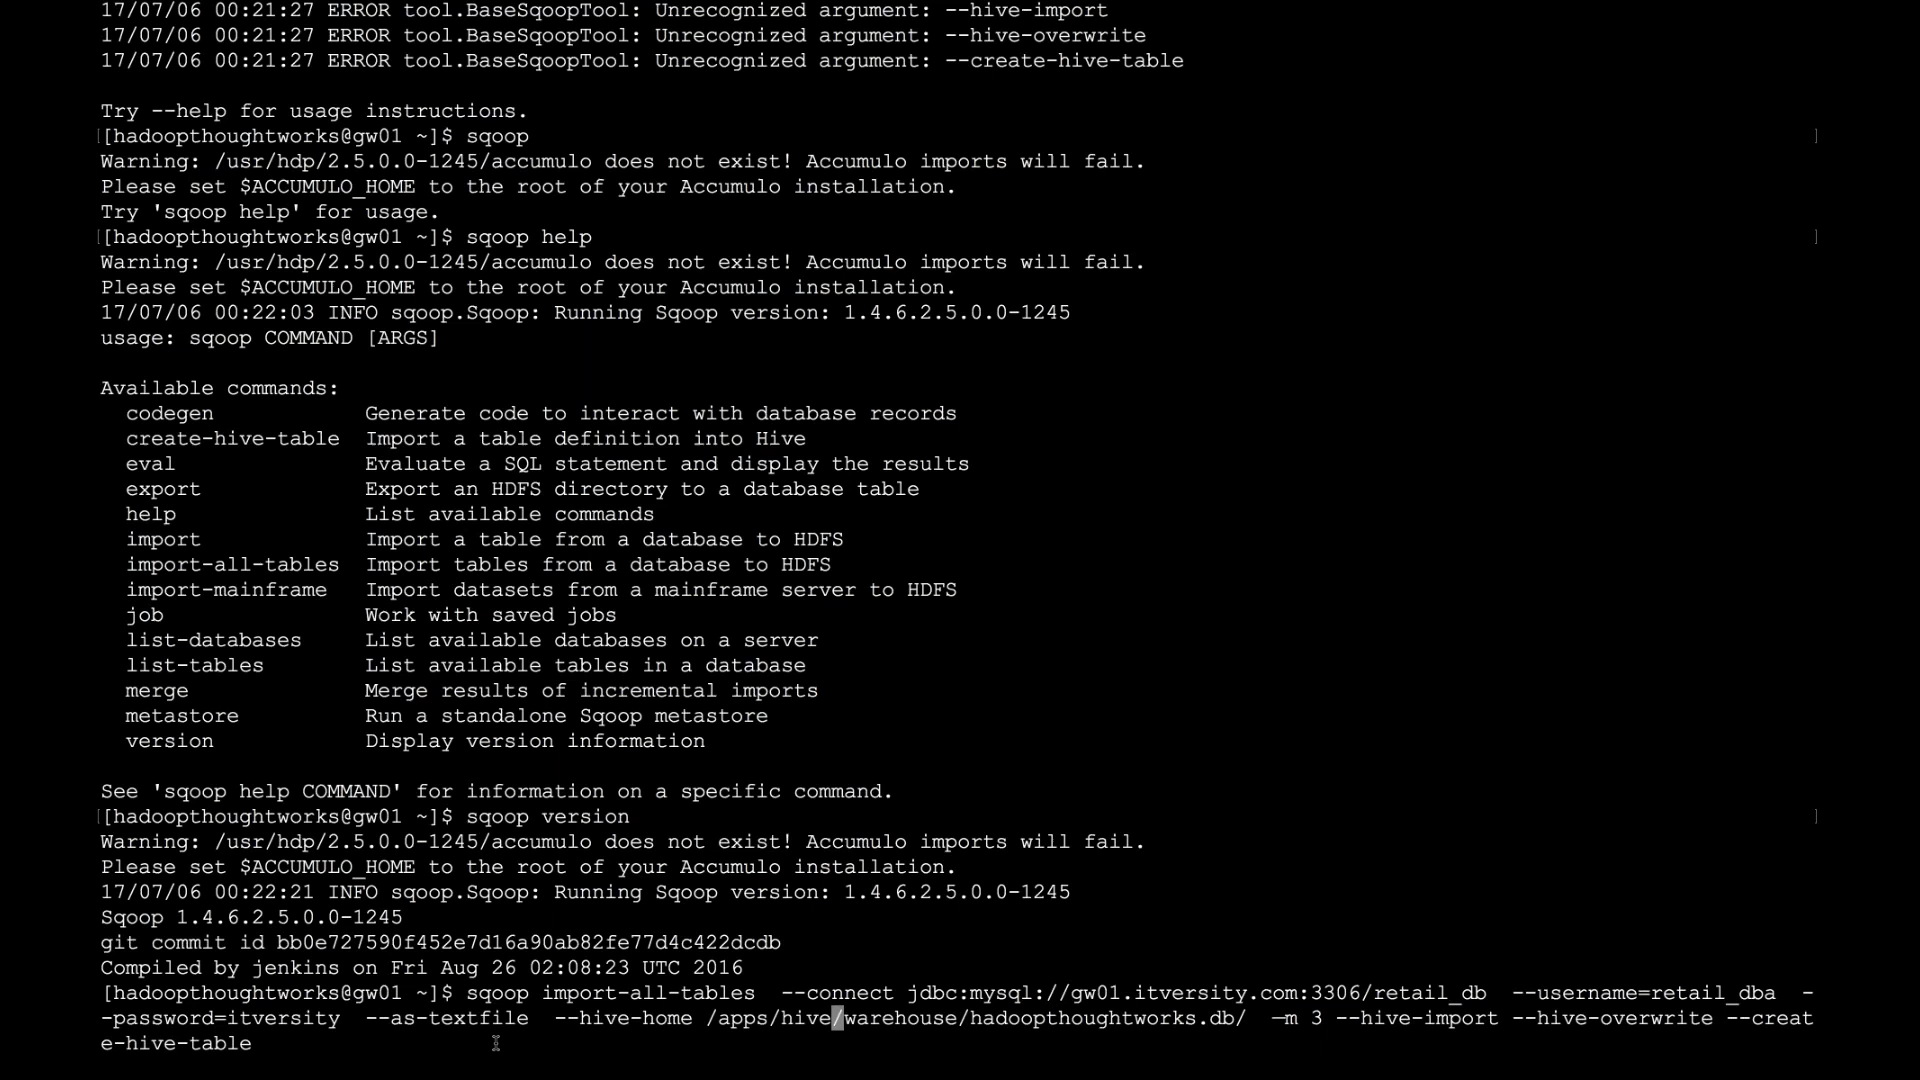 17/07/06 00:21:27 ERROR tool.BaseSqoopTool: Unrecognized argument: --hive-import
17/07/06 00:21:27 ERROR tool.BaseSqoopTool: Unrecognized argument: --hive-overwrite
17/07/06 00:21:27 ERROR tool.BaseSqoopTool: Unrecognized argument: --create-hive-table

Try --help for usage instructions.
[[hadoopthoughtworks@gw01 ~]$ sqoop ]
Warning: /usr/hdp/2.5.0.0-1245/accumulo does not exist! Accumulo imports will fail.
Please set $ACCUMULO_HOME to the root of your Accumulo installation.
Try 'sqoop help' for usage.
[[hadoopthoughtworks@gw01 ~]$ sqoop help ]
Warning: /usr/hdp/2.5.0.0-1245/accumulo does not exist! Accumulo imports will fail.
Please set $ACCUMULO_HOME to the root of your Accumulo installation.
17/07/06 00:22:03 INFO sqoop.Sqoop: Running Sqoop version: 1.4.6.2.5.0.0-1245
usage: sqoop COMMAND [ARGS]

Available commands:
  codegen            Generate code to interact with database records
  create-hive-table  Import a table definition into Hive
  eval               Evaluate a SQL statement and display the results
  export             Export an HDFS directory to a database table
  help               List available commands
  import             Import a table from a database to HDFS
  import-all-tables  Import tables from a database to HDFS
  import-mainframe   Import datasets from a mainframe server to HDFS
  job                Work with saved jobs
  list-databases     List available databases on a server
  list-tables        List available tables in a database
  merge              Merge results of incremental imports
  metastore          Run a standalone Sqoop metastore
  version            Display version information

See 'sqoop help COMMAND' for information on a specific command.
[[hadoopthoughtworks@gw01 ~]$ sqoop version ]
Warning: /usr/hdp/2.5.0.0-1245/accumulo does not exist! Accumulo imports will fail.
Please set $ACCUMULO_HOME to the root of your Accumulo installation.
17/07/06 00:22:21 INFO sqoop.Sqoop: Running Sqoop version: 1.4.6.2.5.0.0-1245
Sqoop 1.4.6.2.5.0.0-1245
git commit id bb0e727590f452e7d16a90ab82fe77d4c422dcdb
Compiled by jenkins on Fri Aug 26 02:08:23 UTC 2016
[hadoopthoughtworks@gw01 ~]$ sqoop import-all-tables  --connect jdbc:mysql://gw01.itversity.com:3306/retail_db  --username=retail_dba  -
-password=itversity  --as-textfile  --hive-home /apps/hive/warehouse/hadoopthoughtworks.db/  —m 3 --hive-import --hive-overwrite --creat
e-hive-table